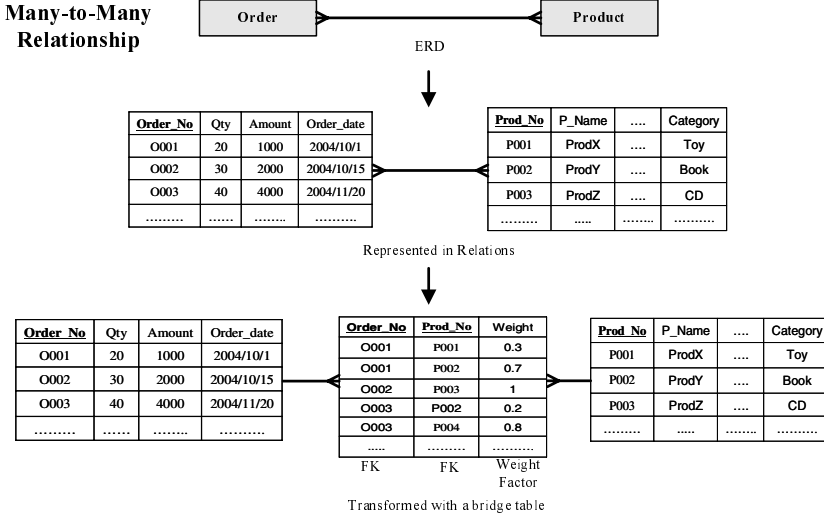 Many-to-Many
Relationship
Order
Product
ERD
Order_No Qty Amount Order_date
O001 20 1000 2004/10/1
O002 30 2000 2004/10/15
O003 40 4000 2004/11/20
......... ...... ........ ..........
Prod_No P_Name .... Category
P001 ProdX .... Toy
P002 ProdY .... Book
P003 ProdZ .... CD
......... ..... ........ ..........
Represented in Relations
Order_No Qty Amount Order_date
O001 20 1000 2004/10/1
O002 30 2000 2004/10/15
O003 40 4000 2004/11/20
......... ...... ........ ..........
Order_No Prod_No Weight
O001 P001 0.3
O001 P002 0.7
O002 P003 1
O003 P002 0.2
O003 P004 0.8
..... ......... ..........
FK FK Weight
Factor
Prod_No P_Name .... Category
P001 ProdX .... Toy
P002 ProdY .... Book
P003 ProdZ .... CD
......... ..... ........ ..........
Transformed with a bridge table